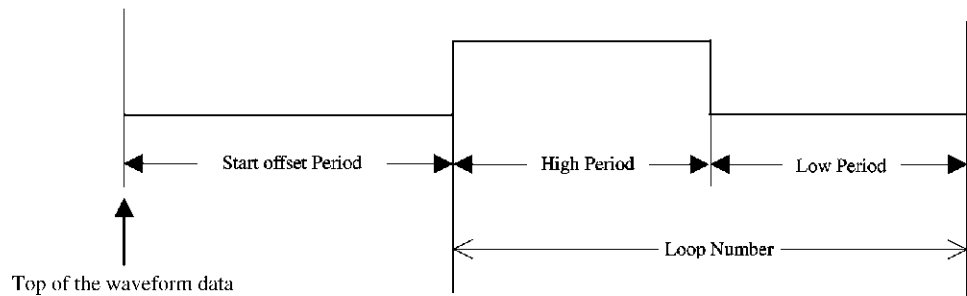 Start offset Period
High Period
Low Period
Loop Number
Top of the waveform data